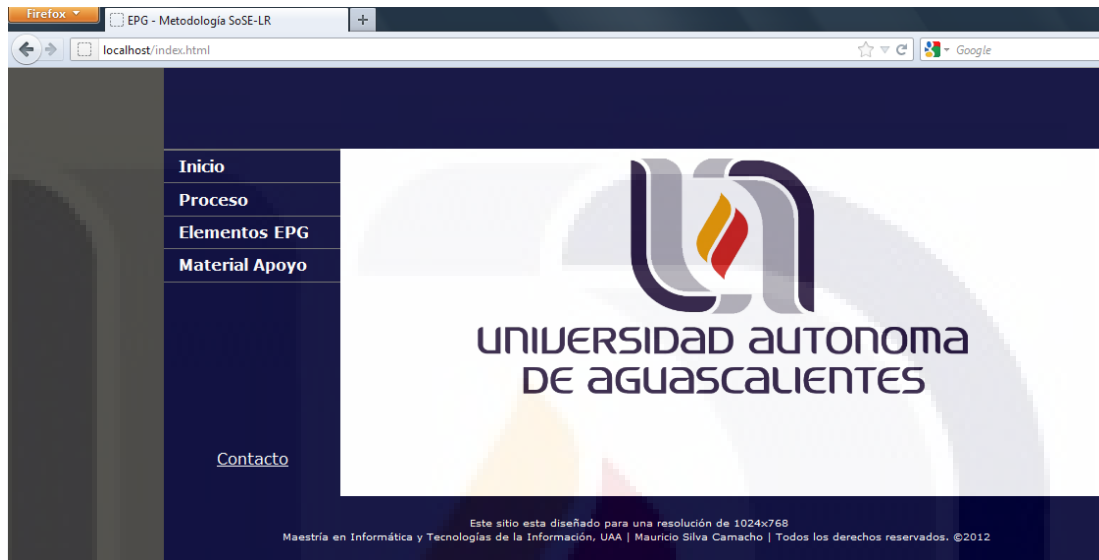 Firefox
EPG - Metodología SoSE-LR
+
localhost/index.html
Google
Inicio
Proceso
Elementos EPG
Material Apoyo
UNIVERSIDAD AUTONOMA
DE AGUASCALIENTES
Contacto
Este sitio esta diseñado para una resolución de 1024x768
Maestría en Informática y Tecnologías de la Información, UAA | Mauricio Silva Camacho | Todos los derechos reservados. ©2012